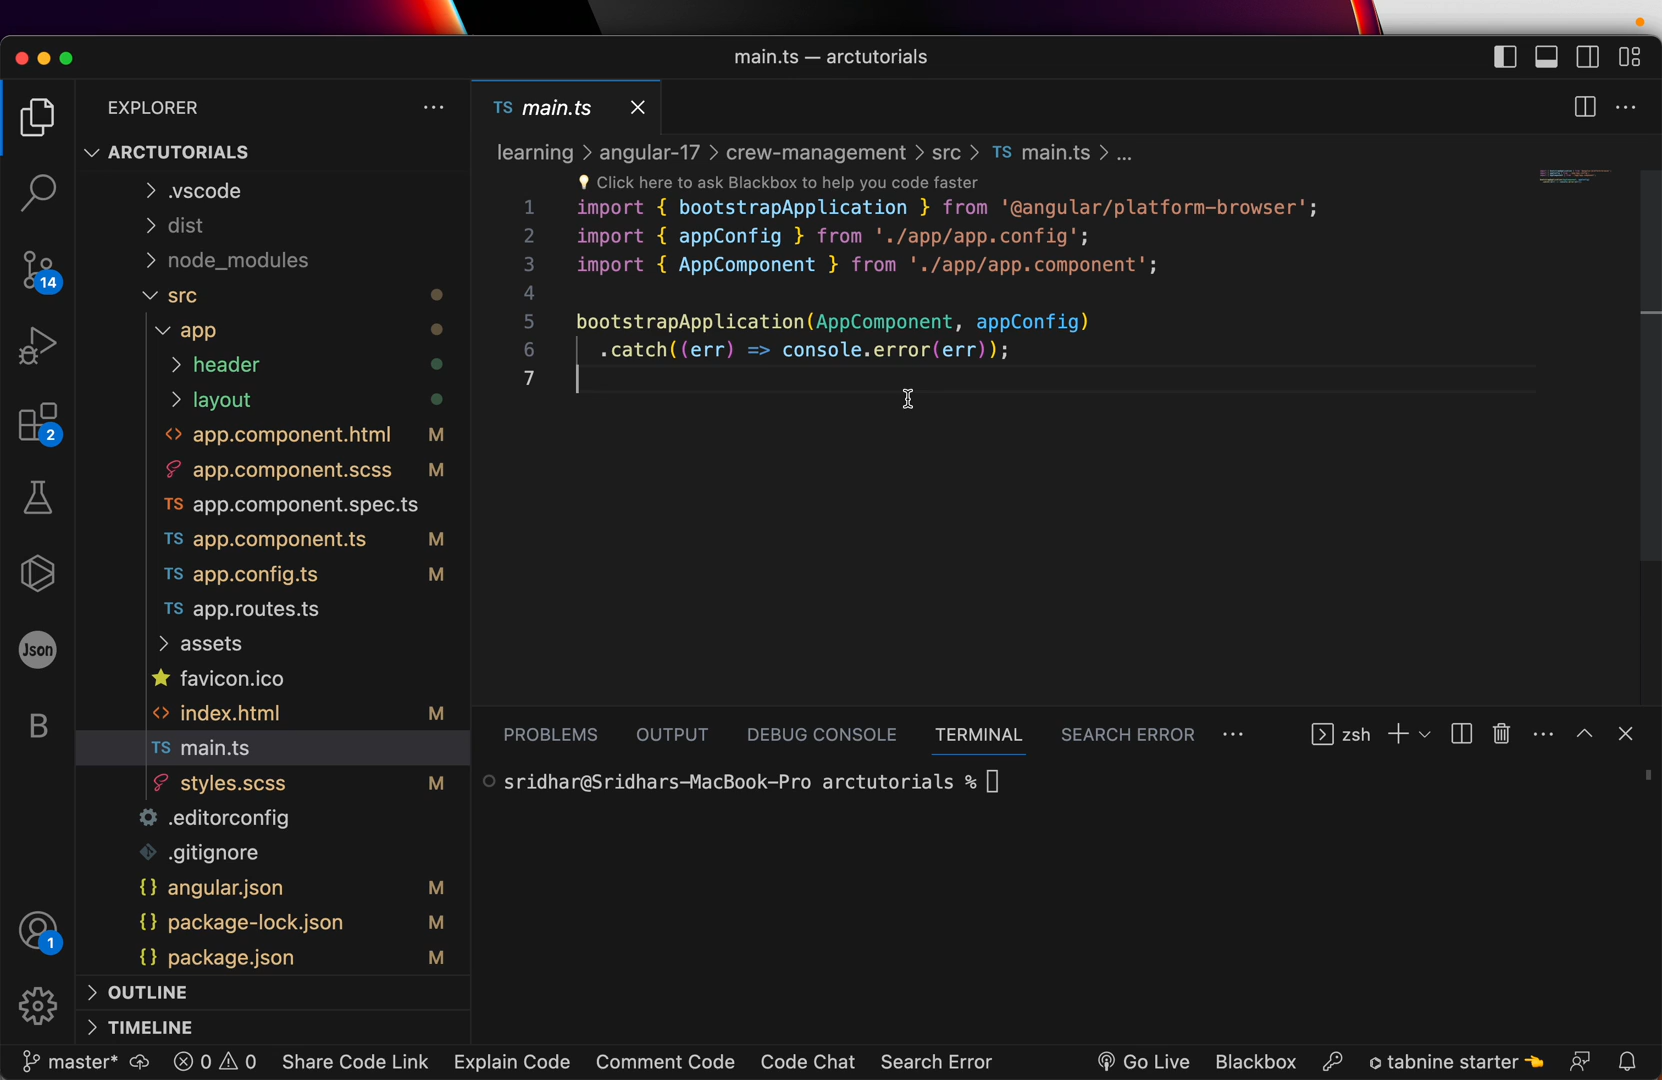 main.ts — arctutorials
EXPLORER
ARCTUTORIALS
.vscode
dist
node_modules
src
app
header
layout
app.component.html M
app.component.scss M
TS app.component.spec.ts
TS app.component.ts M
TS app.config.ts M
TS app.routes.ts
assets
favicon.ico
index.html M
TS main.ts
styles.scss M
.editorconfig
.gitignore
{} angular.json M
{} package-lock.json M
{} package.json M
OUTLINE
TIMELINE
14
2
Json
B
1
TS main.ts
learning > angular-17 > crew-management > src > TS main.ts > ...
Click here to ask Blackbox to help you code faster
1 import { bootstrapApplication } from '@angular/platform-browser';
2 import { appConfig } from './app/app.config';
3 import { AppComponent } from './app/app.component';
4
5 bootstrapApplication(AppComponent, appConfig)
6 .catch((err) => console.error(err));
7
PROBLEMS OUTPUT DEBUG CONSOLE TERMINAL SEARCH ERROR ··· zsh
sridhar@Sridhars-MacBook-Pro arctutorials %
master* 0 0 Share Code Link Explain Code Comment Code Code Chat Search Error Go Live Blackbox tabnine starter